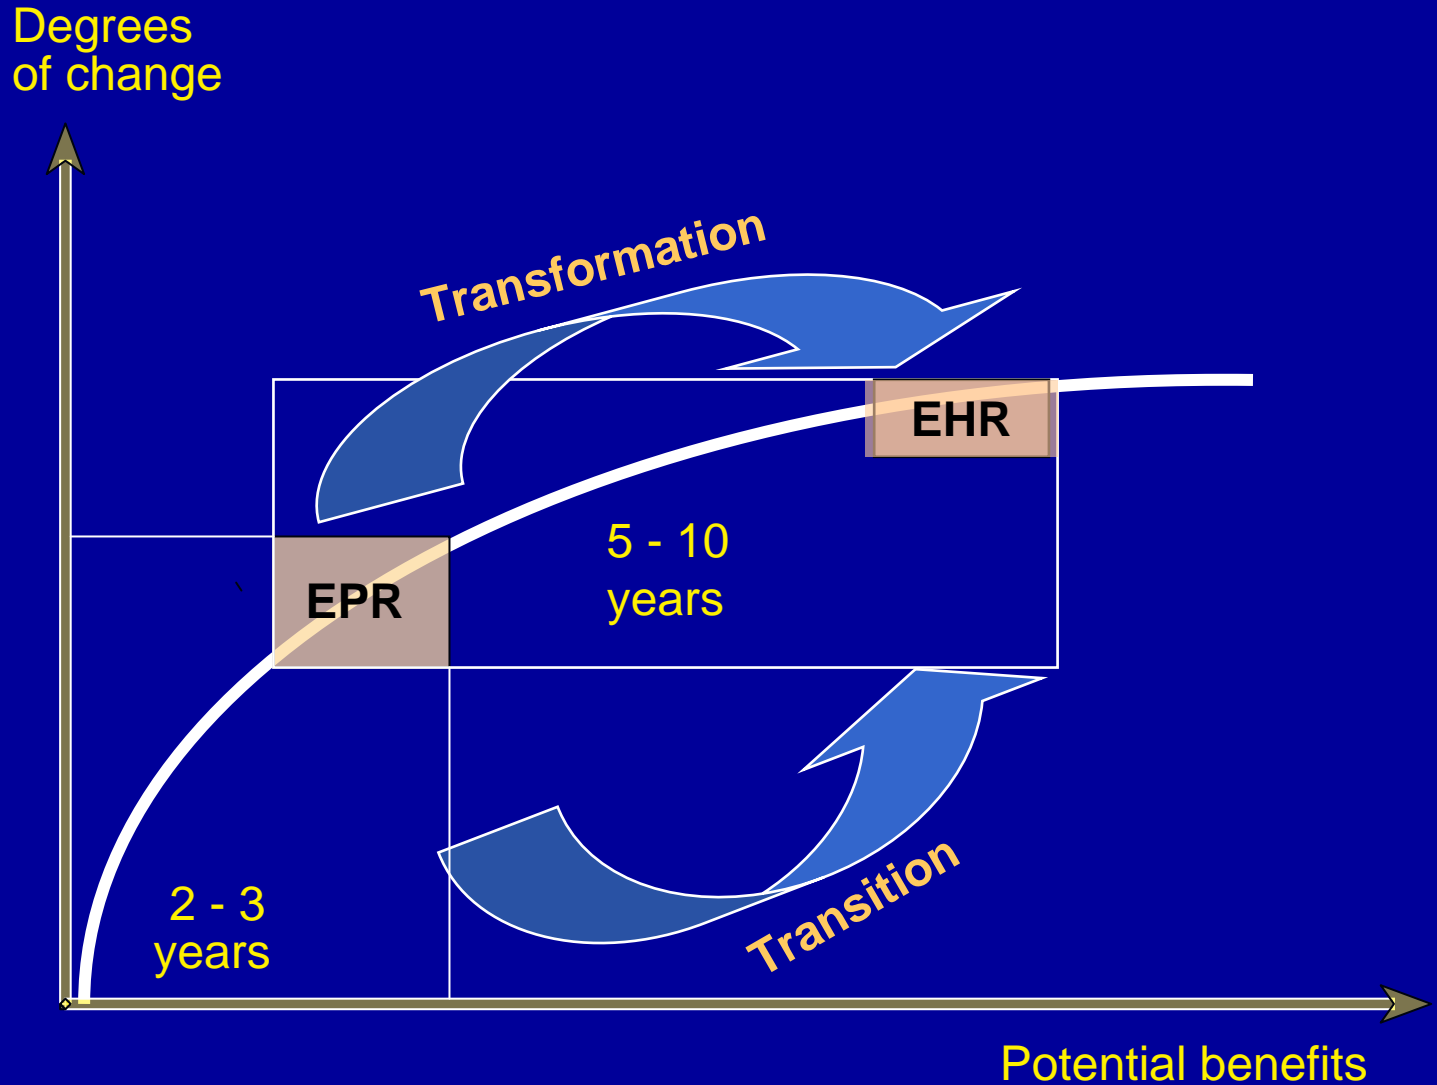 Degrees
of change
Transformation
EHR
5 - 10
years
EPR
Transition
2 - 3
years
Potential benefits